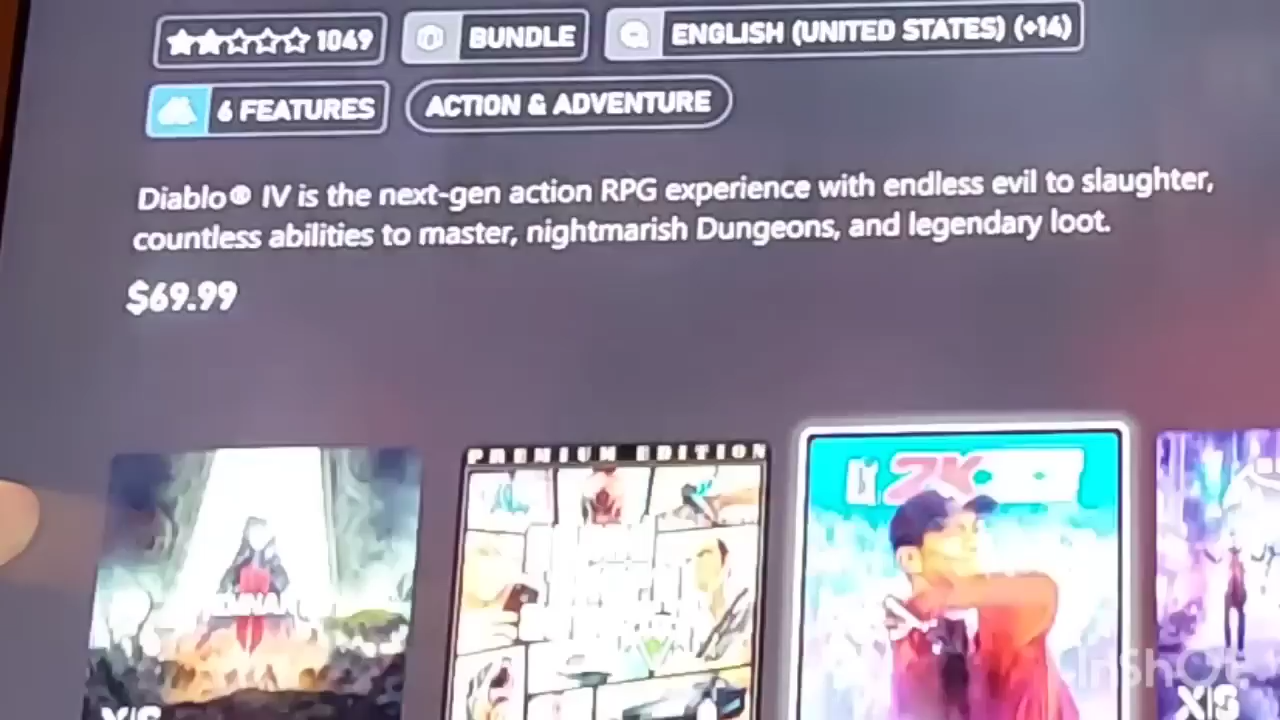 1049 BUNDLE ENGLISH (UNITED STATES) (+14)
6 FEATURES ACTION & ADVENTURE
Diablo® IV is the next-gen action RPG experience with endless evil to slaughter,
countless abilities to master, nightmarish Dungeons, and legendary loot.
$69.99
PREMIUM EDITION
2K
X|S
X|S
InShOt